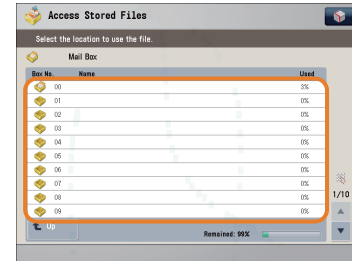 Access Stored Files
Select the location to use the file.
Mail Box
Box No. Name Used
00 3%
01 0%
02 0%
03 0%
04 0%
05 0%
06 0%
07 0%
08 0%
09 0%
1/10
Up
Remained: 99%